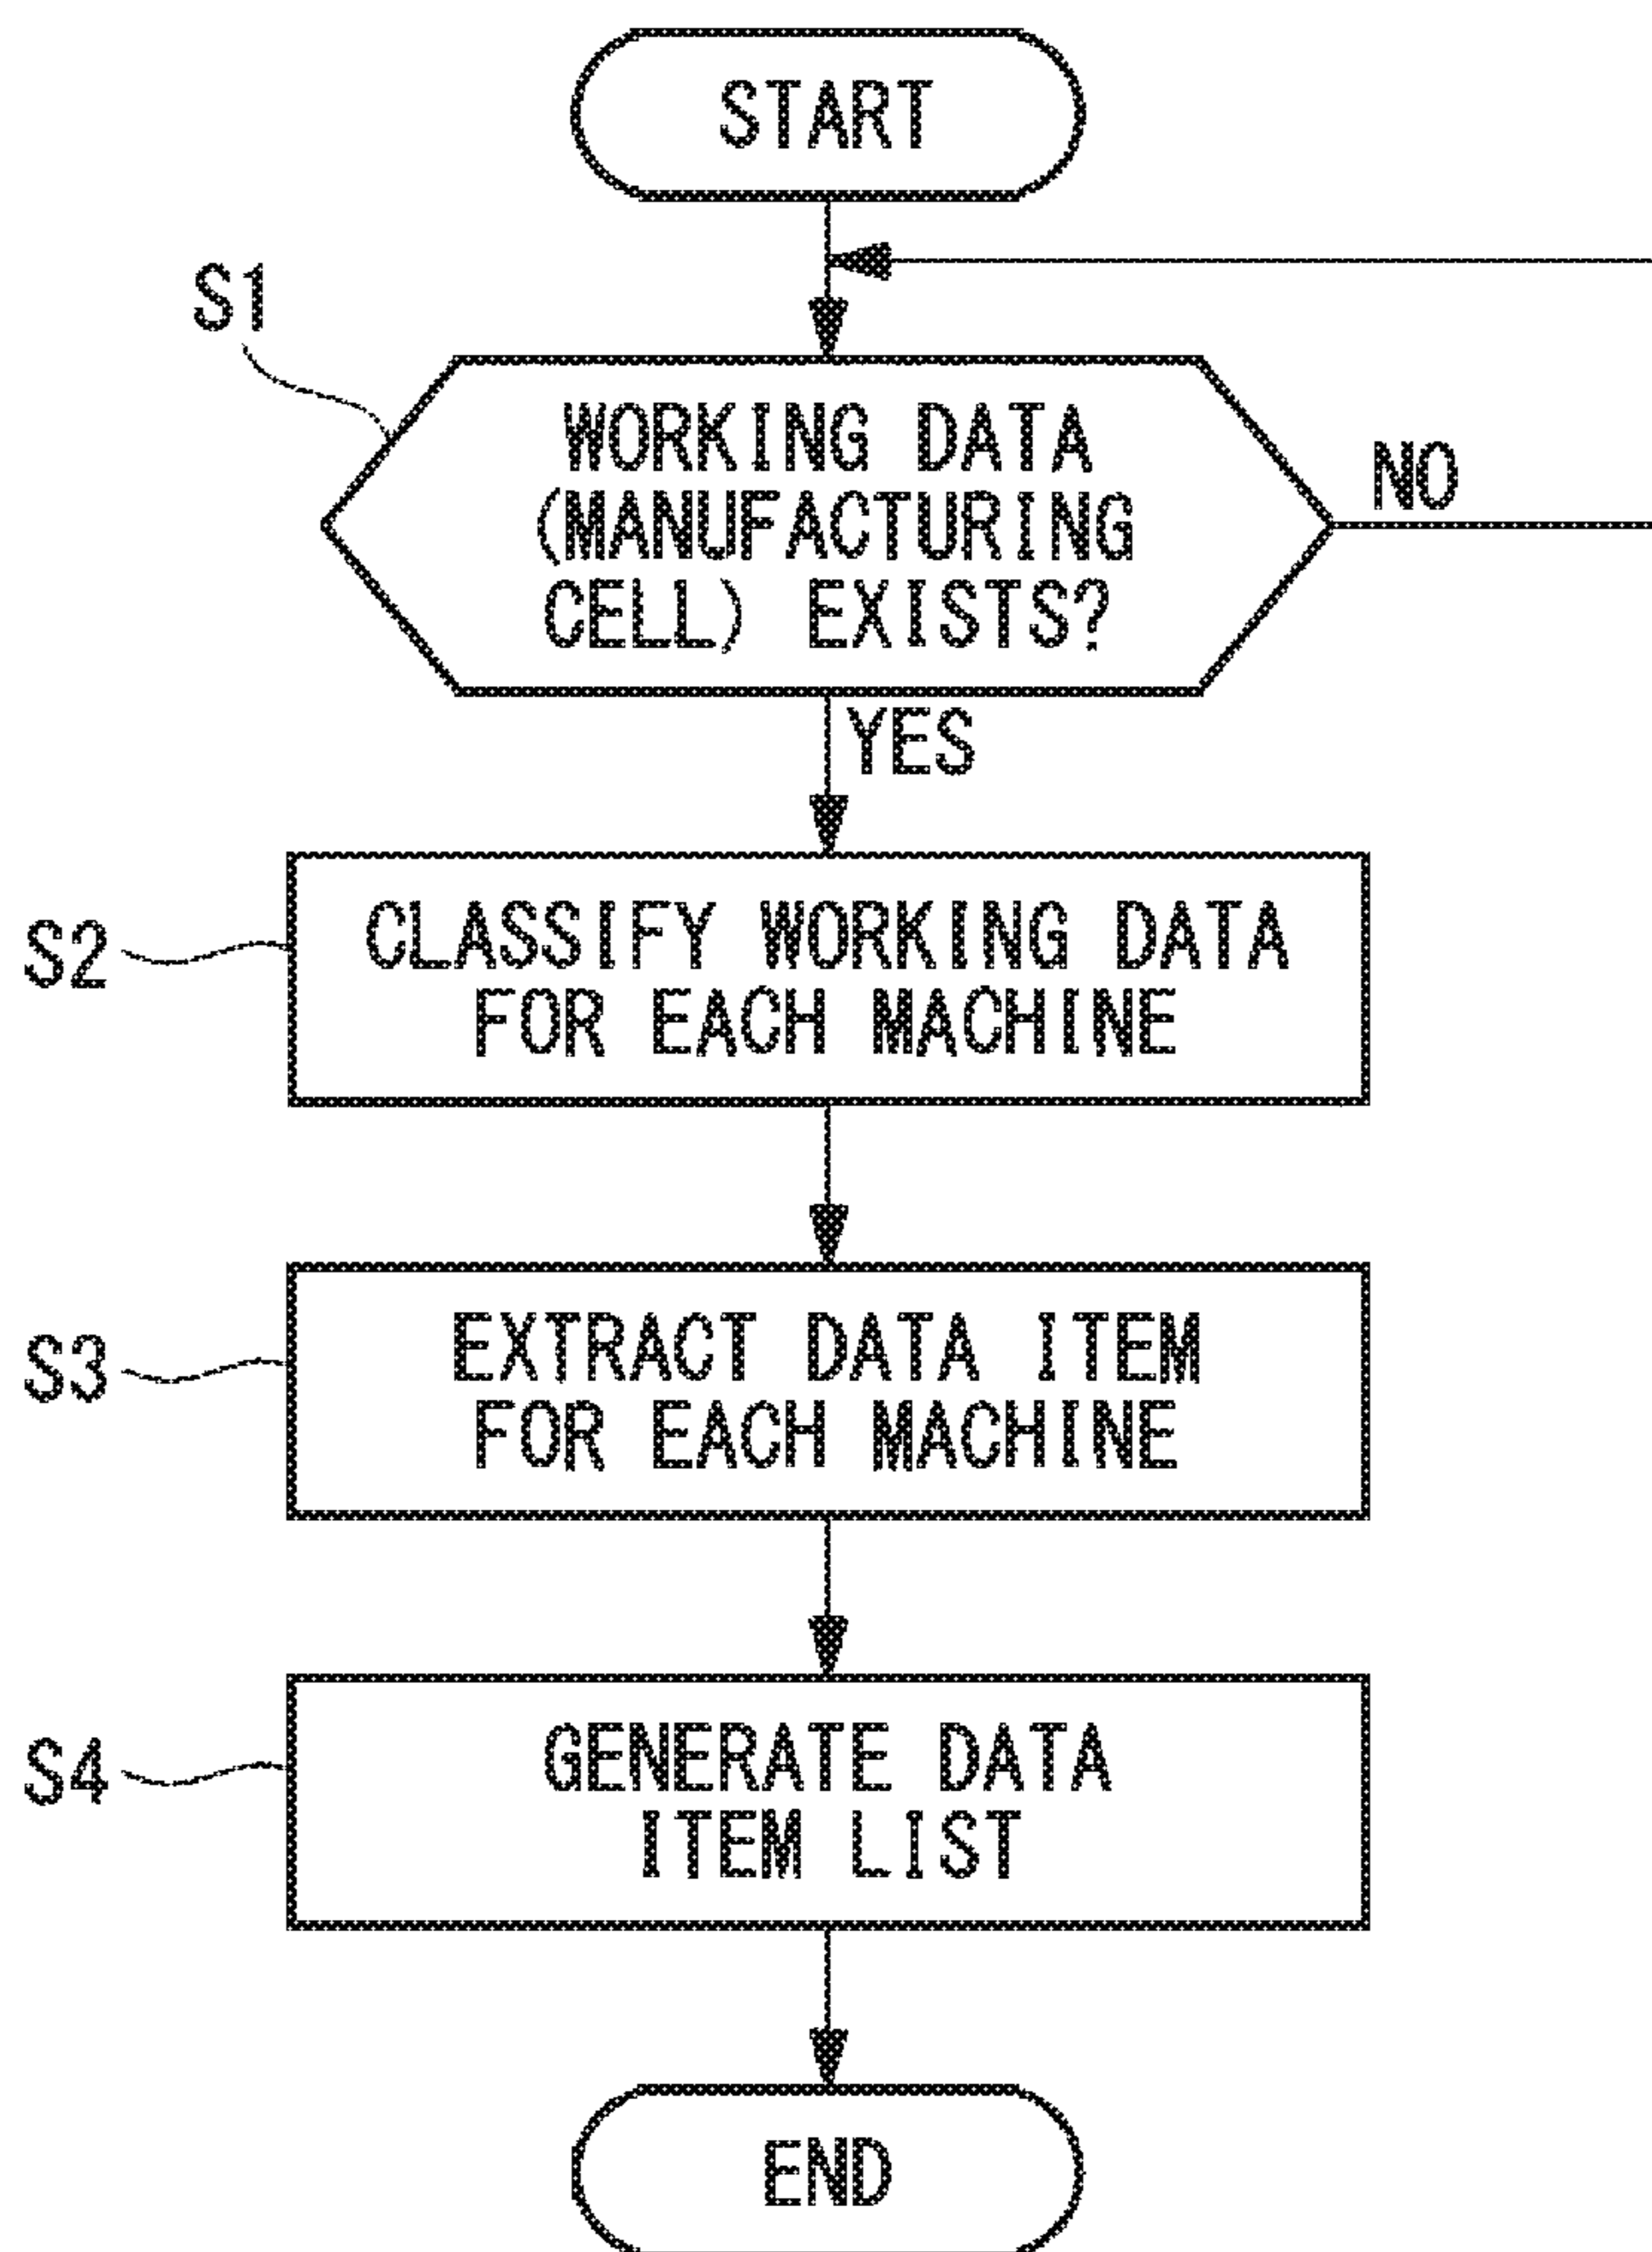 START
S1
WORKING DATA
(MANUFACTURING
CELL) EXISTS?
NO
YES
S2
CLASSIFY WORKING DATA
FOR EACH MACHINE
S3
EXTRACT DATA ITEM
FOR EACH MACHINE
S4
GENERATE DATA
ITEM LIST
END